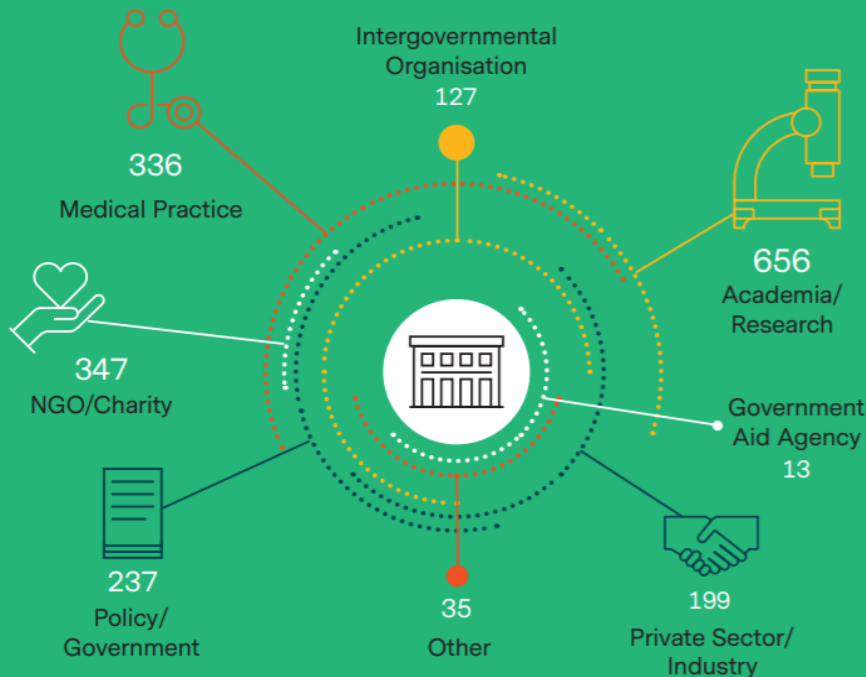 Intergovernmental
Organisation
127
336
Medical Practice
656
Academia/
Research
347
NGO/Charity
Government
Aid Agency
13
237
Policy/
Government
35
Other
199
Private Sector/
Industry